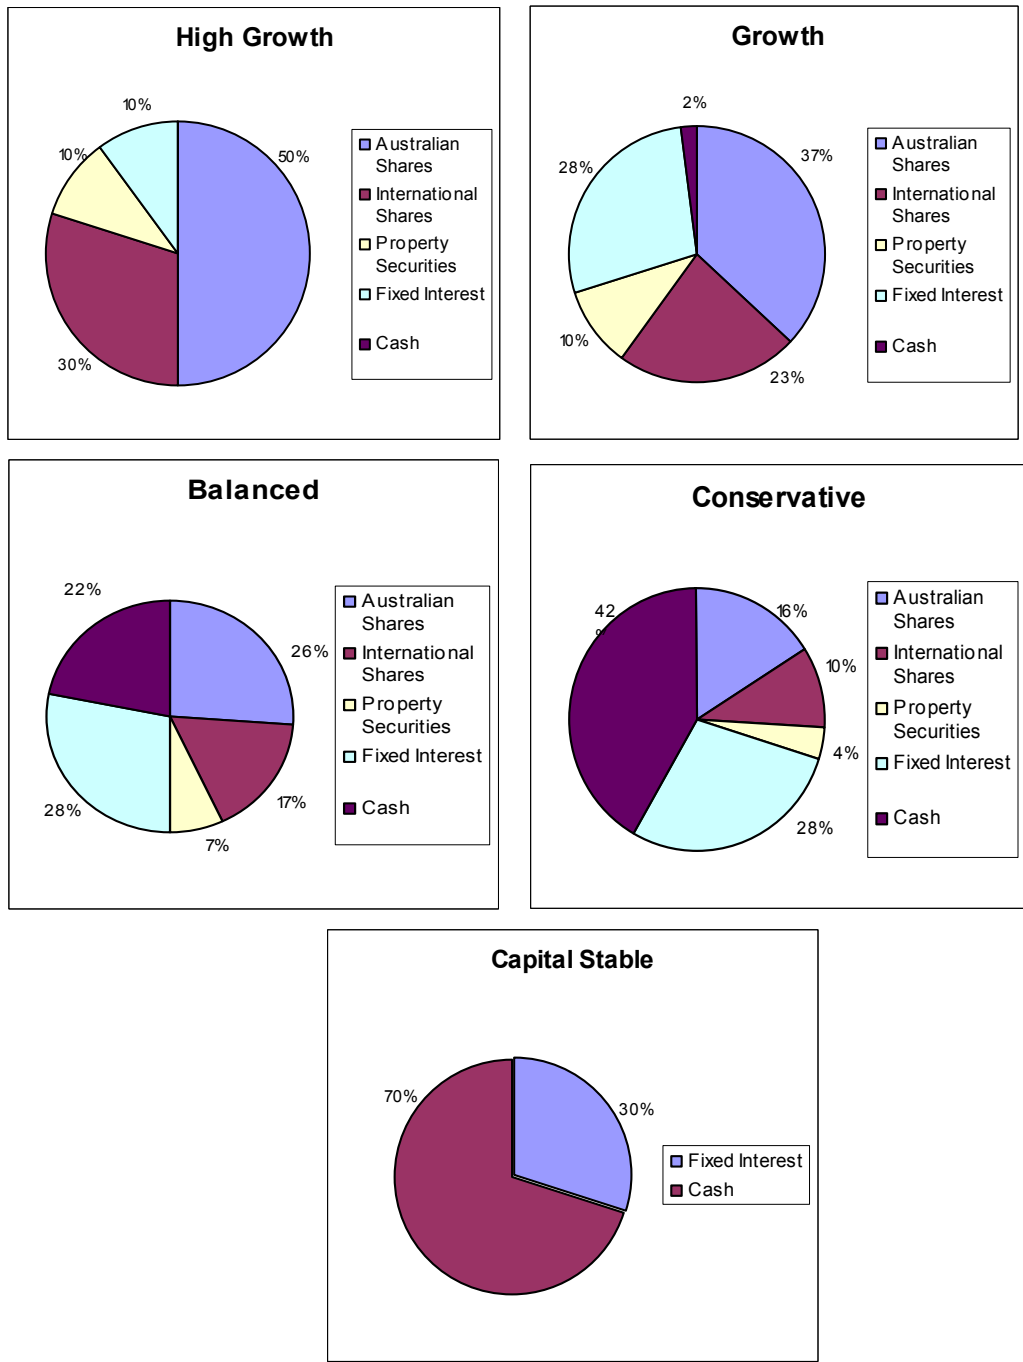 High Growth
10%
10%
50%
30%
Australian
Shares
International
Shares
Property
Securities
Fixed Interest
Cash
Growth
2%
28%
37%
10%
23%
Australian
Shares
International
Shares
Property
Securities
Fixed Interest
Cash
Balanced
22%
26%
28%
17%
7%
Australian
Shares
International
Shares
Property
Securities
Fixed Interest
Cash
Conservative
42
%
16%
10%
4%
28%
Australian
Shares
International
Shares
Property
Securities
Fixed Interest
Cash
Capital Stable
70%
30%
Fixed Interest
Cash